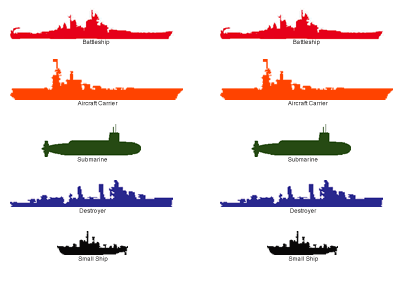 Battleship Battleship
Aircraft Carrier Aircraft Carrier
Submarine Submarine
Destroyer Destroyer
Small Ship Small Ship